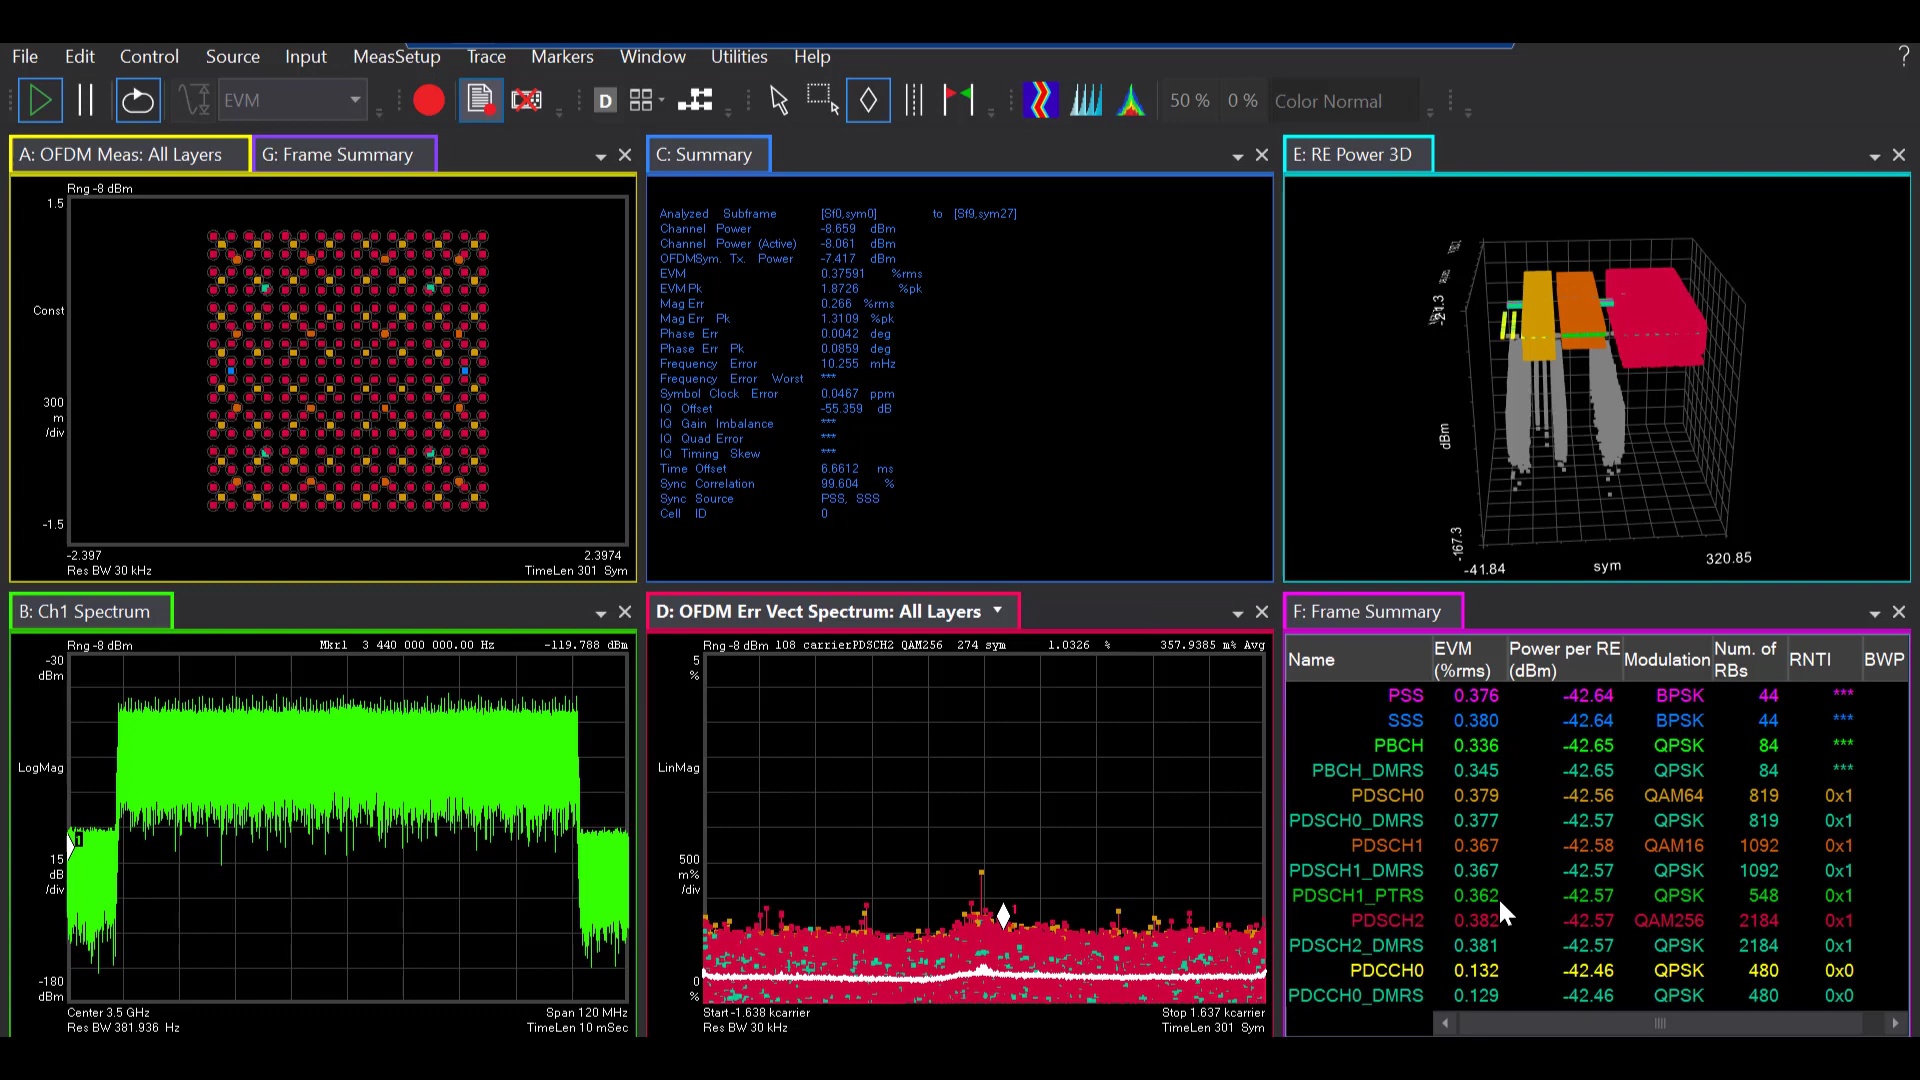 File Edit Control Source Input MeasSetup Trace Markers Window Utilities Help ?
EVM D 50 % 0 % Color Normal
A: OFDM Meas: All Layers G: Frame Summary
Rng -8 dBm
1.5
Const
300
m
/div
-1.5
-2.397 2.3974
Res BW 30 kHz TimeLen 301 Sym
C: Summary
Analyzed Subframe [Sf0,sym0] to [Sf9,sym27]
Channel Power -8.659 dBm
Channel Power (Active) -8.061 dBm
OFDMSym. Tx. Power -7.417 dBm
EVM 0.37591 %rms
EVM Pk 1.8726 %pk
Mag Err 0.266 %rms
Mag Err Pk 1.3109 %pk
Phase Err 0.0042 deg
Phase Err Pk 0.0859 deg
Frequency Error 10.255 mHz
Frequency Error Worst ***
Symbol Clock Error 0.0467 ppm
IQ Offset -55.359 dB
IQ Gain Imbalance ***
IQ Quad Error ***
IQ Timing Skew ***
Time Offset 6.6612 ms
Sync Correlation 99.604 %
Sync Source PSS, SSS
Cell ID 0
E: RE Power 3D
dBm
-167.3
-41.84 sym 320.85
B: Ch1 Spectrum
Rng -8 dBm Mkr1 3 440 000 000.00 Hz -119.788 dBm
-30
dBm
LogMag
1
15
dB
/div
-180
dBm
Center 3.5 GHz Span 120 MHz
Res BW 381.936 Hz TimeLen 10 mSec
D: OFDM Err Vect Spectrum: All Layers
Rng -8 dBm 108 carrierPDSCH2 QAM256 274 sym 1.0326 % 357.9385 m% Avg
5
%
LinMag
500
m%
/div
1
0
%
Start -1.638 kcarrier Stop 1.637 kcarrier
Res BW 30 kHz TimeLen 301 Sym
F: Frame Summary
Name EVM (%rms) Power per RE (dBm) Modulation Num. of RBs RNTI BWP
PSS 0.376 -42.64 BPSK 44 ***
SSS 0.380 -42.64 BPSK 44 ***
PBCH 0.336 -42.65 QPSK 84 ***
PBCH_DMRS 0.345 -42.65 QPSK 84 ***
PDSCH0 0.379 -42.56 QAM64 819 0x1
PDSCH0_DMRS 0.377 -42.57 QPSK 819 0x1
PDSCH1 0.367 -42.58 QAM16 1092 0x1
PDSCH1_DMRS 0.367 -42.57 QPSK 1092 0x1
PDSCH1_PTRS 0.362 -42.57 QPSK 548 0x1
PDSCH2 0.382 -42.57 QAM256 2184 0x1
PDSCH2_DMRS 0.381 -42.57 QPSK 2184 0x1
PDCCH0 0.132 -42.46 QPSK 480 0x0
PDCCH0_DMRS 0.129 -42.46 QPSK 480 0x0